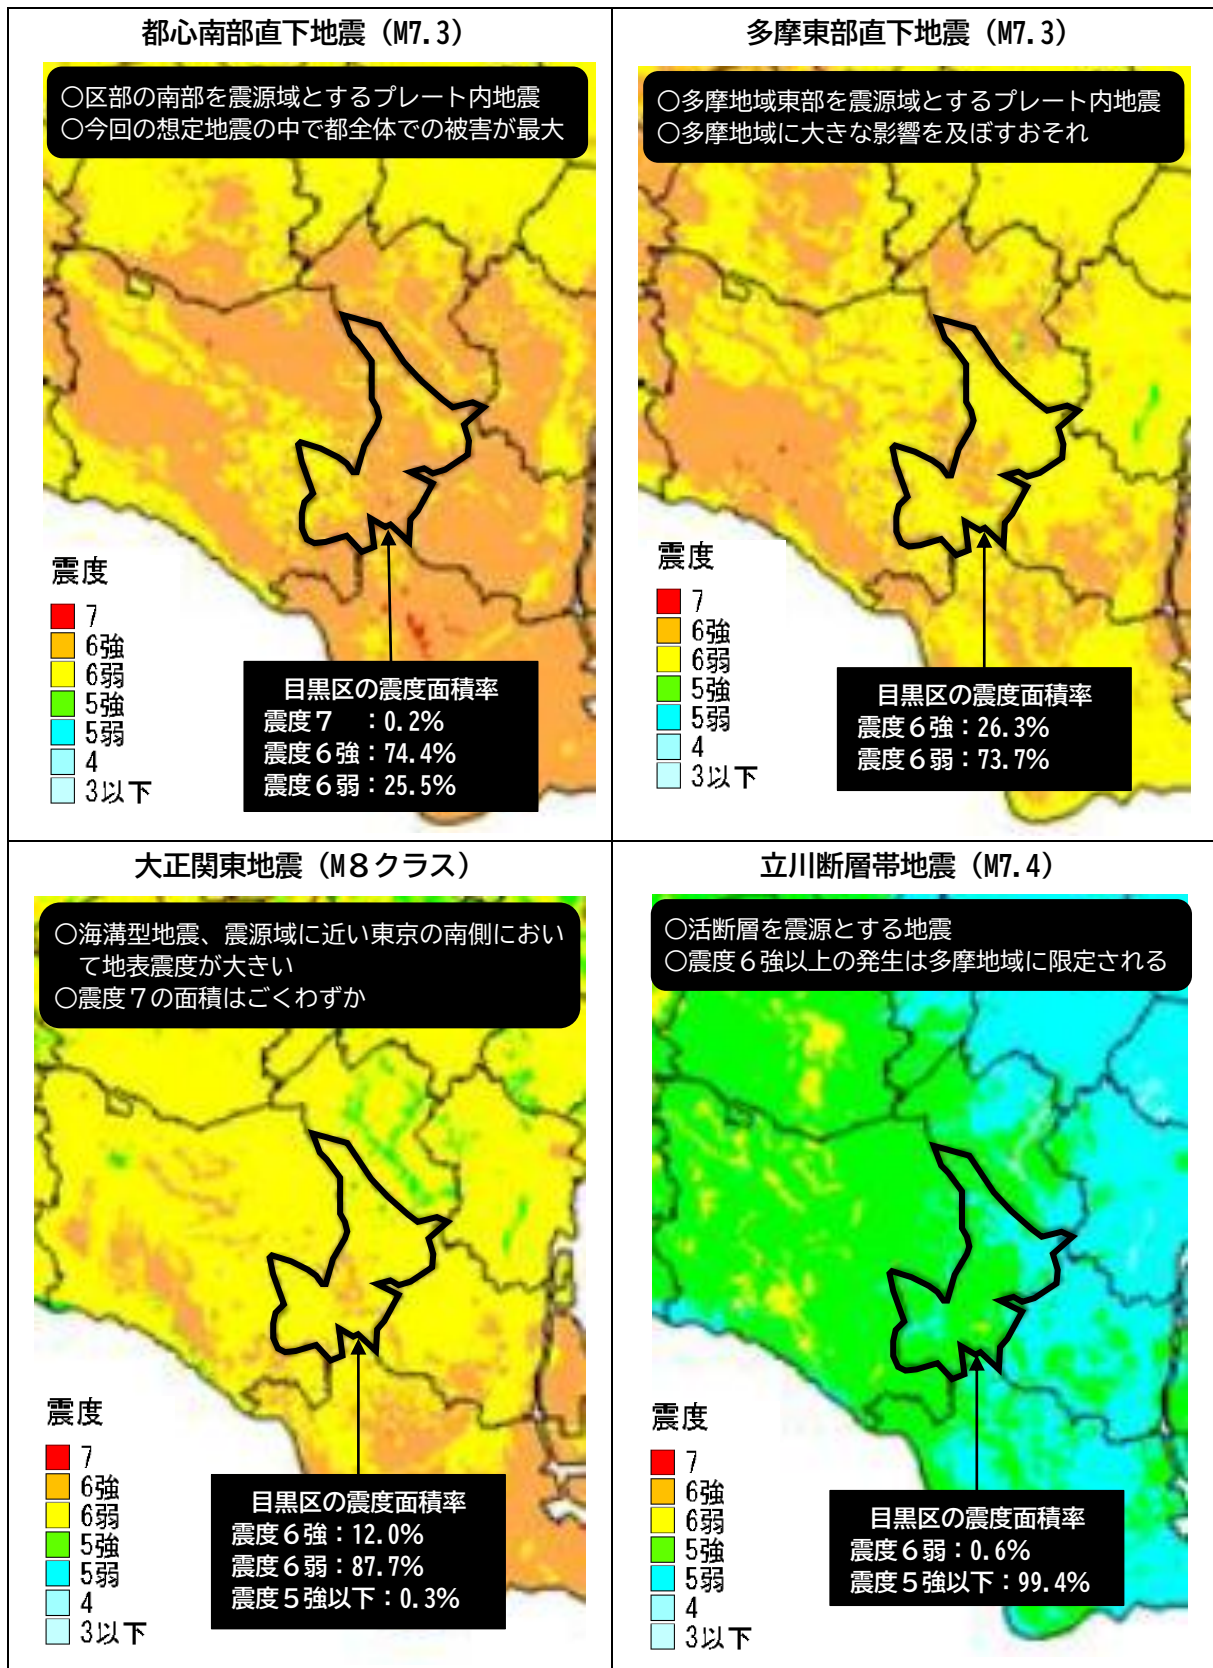 都心南部直下地震（M7.3）
○区部の南部を震源域とするプレート内地震
○今回の想定地震の中で都全体での被害が最大
震度
7
6強
6弱
5強
5弱
4
3以下
目黒区の震度面積率
震度７　：0.2%
震度６強：74.4%
震度６弱：25.5%
多摩東部直下地震（M7.3）
○多摩地域東部を震源域とするプレート内地震
○多摩地域に大きな影響を及ぼすおそれ
震度
7
6強
6弱
5強
5弱
4
3以下
目黒区の震度面積率
震度６強：26.3%
震度６弱：73.7%
大正関東地震（M８クラス）
○海溝型地震、震源域に近い東京の南側におい
て地表震度が大きい
○震度７の面積はごくわずか
震度
7
6強
6弱
5強
5弱
4
3以下
目黒区の震度面積率
震度６強：12.0%
震度６弱：87.7%
震度５強以下：0.3%
立川断層帯地震（M7.4）
○活断層を震源とする地震
○震度６強以上の発生は多摩地域に限定される
震度
7
6強
6弱
5強
5弱
4
3以下
目黒区の震度面積率
震度６弱：0.6%
震度５強以下：99.4%